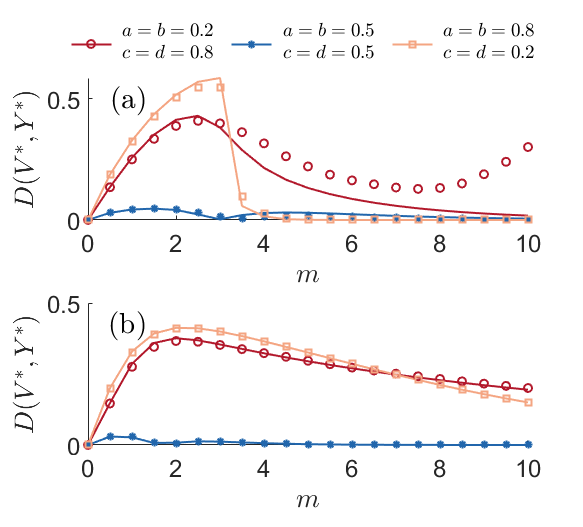 a = b = 0.2
c = d = 0.8
a = b = 0.5
c = d = 0.5
a = b = 0.8
c = d = 0.2
(a)
0.5
0
D(V*, Y*)
0 2 4 6 8 10
m
(b)
0.5
0
D(V*, Y*)
0 2 4 6 8 10
m